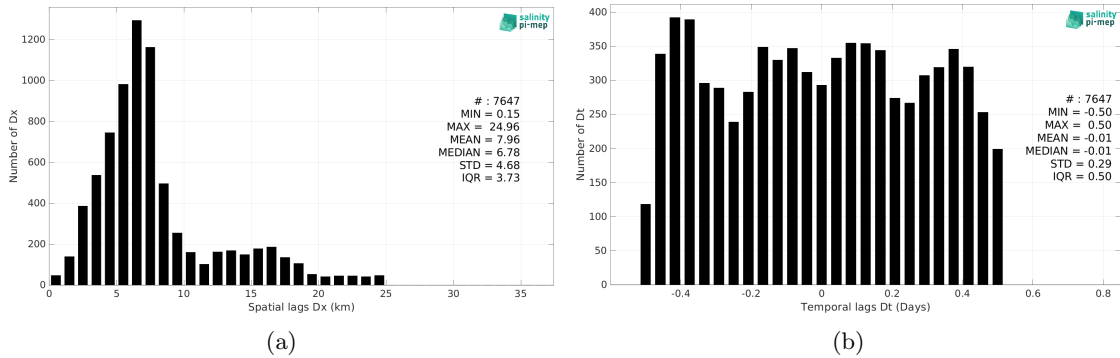 salinity
pi-mep
1200
1000
800
600
400
200
0
Number of Dx
# : 7647
MIN = 0.15
MAX = 24.96
MEAN = 7.96
MEDIAN = 6.78
STD = 4.68
IQR = 3.73
0 5 10 15 20 25 30 35
Spatial lags Dx (km)
(a)
salinity
pi-mep
400
350
300
250
200
150
100
50
0
Number of Dt
# : 7647
MIN = -0.50
MAX = 0.50
MEAN = -0.01
MEDIAN = -0.01
STD = 0.29
IQR = 0.50
-0.4 -0.2 0 0.2 0.4 0.6 0.8
Temporal lags Dt (Days)
(b)